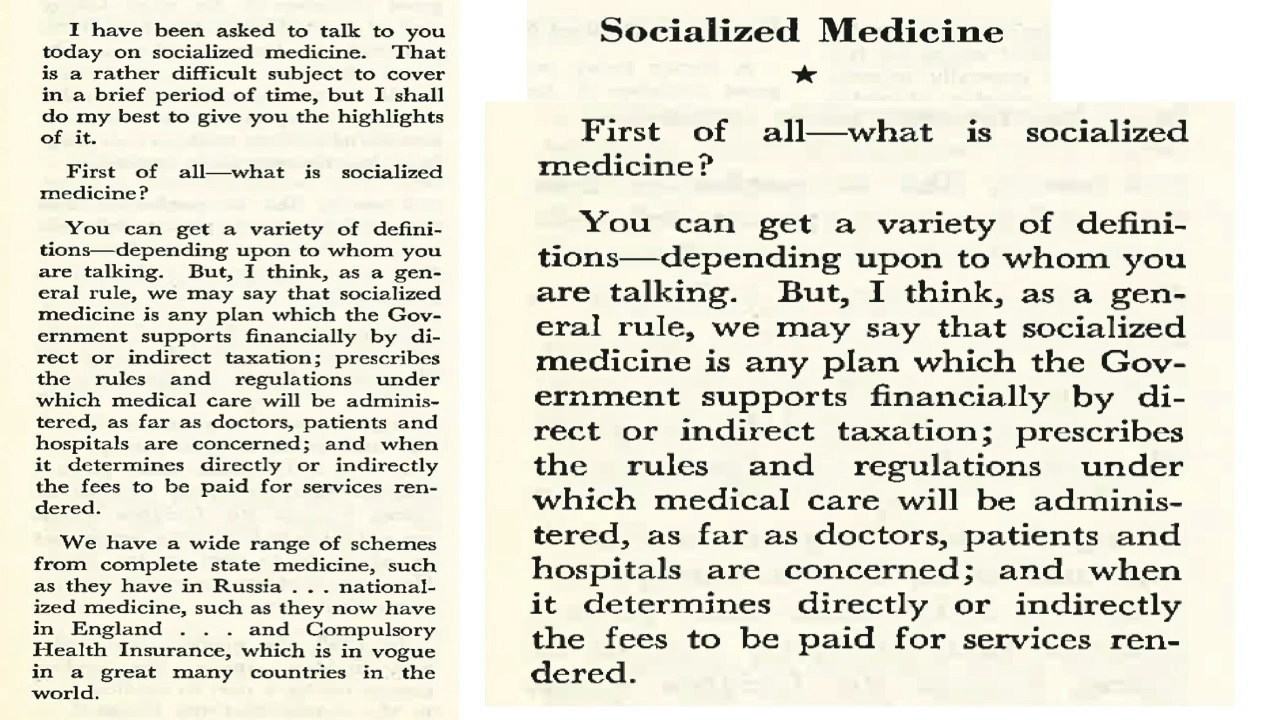 I have been asked to talk to you
today on socialized medicine. That
is a rather difficult subject to cover
in a brief period of time, but I shall
do my best to give you the highlights
of it.
First of all—what is socialized
medicine?
You can get a variety of defini-
tions—depending upon to whom you
are talking. But, I think, as a gen-
eral rule, we may say that socialized
medicine is any plan which the Gov-
ernment supports financially by di-
rect or indirect taxation; prescribes
the rules and regulations under
which medical care will be adminis-
tered, as far as doctors, patients and
hospitals are concerned; and when
it determines directly or indirectly
the fees to be paid for services ren-
dered.
We have a wide range of schemes
from complete state medicine, such
as they have in Russia . . . national-
ized medicine, such as they now have
in England . . . and Compulsory
Health Insurance, which is in vogue
in a great many countries in the
world.
Socialized Medicine
★
First of all—what is socialized
medicine?
You can get a variety of defini-
tions—depending upon to whom you
are talking. But, I think, as a gen-
eral rule, we may say that socialized
medicine is any plan which the Gov-
ernment supports financially by di-
rect or indirect taxation; prescribes
the rules and regulations under
which medical care will be adminis-
tered, as far as doctors, patients and
hospitals are concerned; and when
it determines directly or indirectly
the fees to be paid for services ren-
dered.